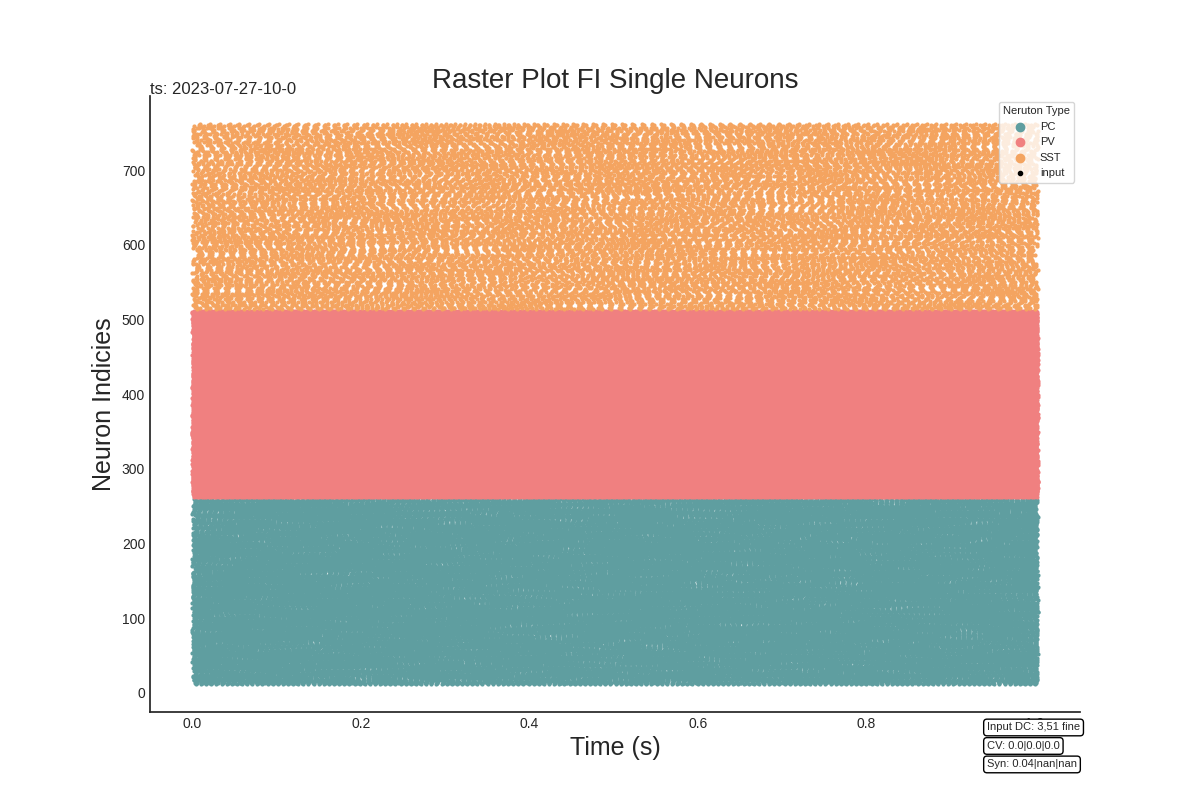 Raster Plot FI Single Neurons
ts: 2023-07-27-10-0
Neruton Type
PC
PV
SST
input
Neuron Indicies
700
600
500
400
300
200
100
0
0.0 0.2 0.4 0.6 0.8
Time (s)
Input DC: 3,51 fine
CV: 0.0|0.0|0.0
Syn: 0.04|nan|nan